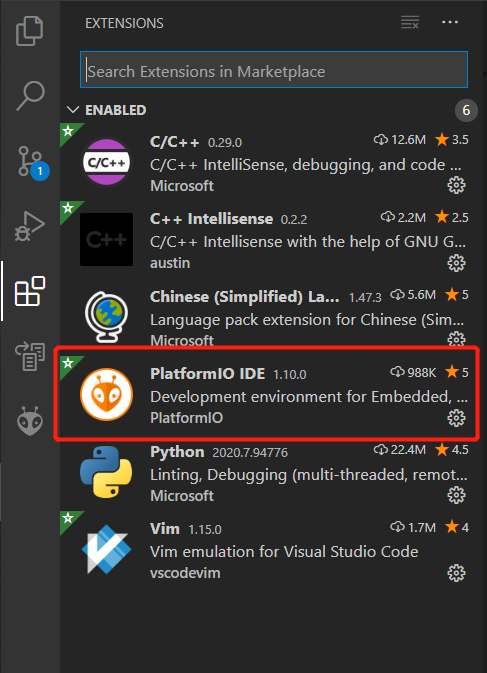 EXTENSIONS
Search Extensions in Marketplace
ENABLED 6
1
C/C++ 0.29.0 12.6M 3.5
C/C++
C/C++ IntelliSense, debugging, and code ...
Microsoft
C++ Intellisense 0.2.2 2.2M 2.5
C++
C/C++ Intellisense with the help of GNU G...
austin
Chinese (Simplified) La... 1.47.3 5.6M 5
Language pack extension for Chinese (Sim...
Microsoft
PlatformIO IDE 1.10.0 988K 5
Development environment for Embedded, ...
PlatformIO
Python 2020.7.94776 22.4M 4.5
Linting, Debugging (multi-threaded, remot...
Microsoft
Vim 1.15.0 1.7M 4
Vim emulation for Visual Studio Code
vscodevim